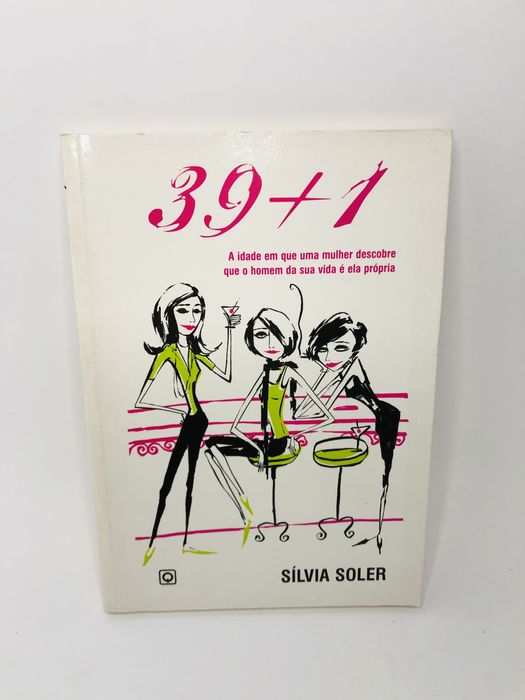 39+1
A idade em que uma mulher descobre
que o homem da sua vida é ela própria
Q
SÍLVIA SOLER